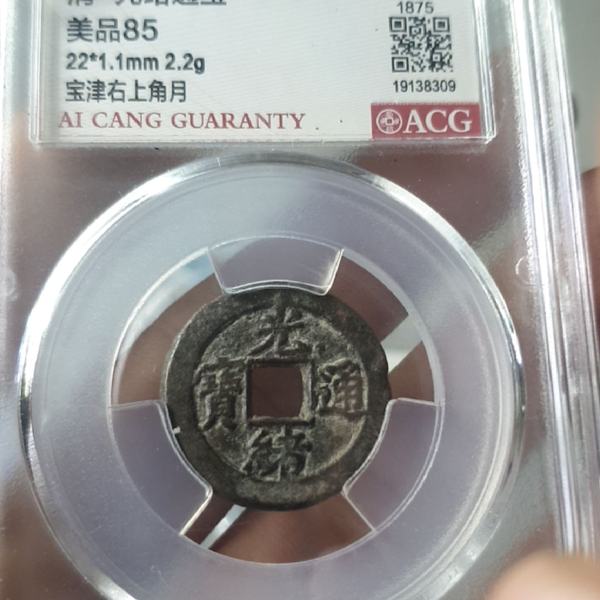 1875
美品85
22*1.1mm 2.2g
宝津右上角月
19138309
AI CANG GUARANTY
ACG
光緒通寶